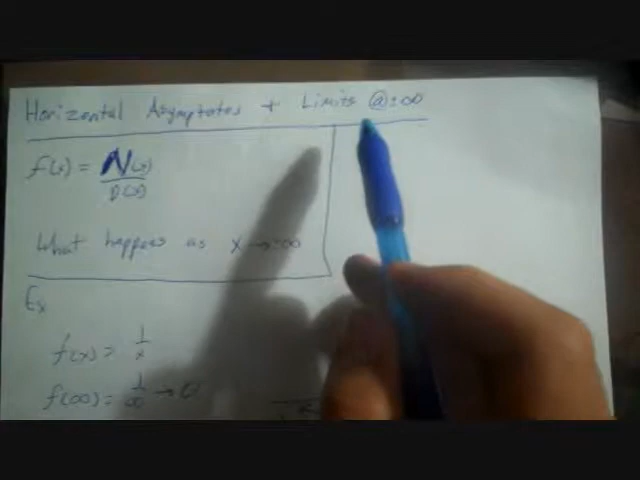 Horizontal Asymptotes + Limits @ ±∞
f(x) = N(x)/D(x)
What happens as x → ±∞
Ex
f(x) = 1/x
f(∞) = 1/∞ → 0